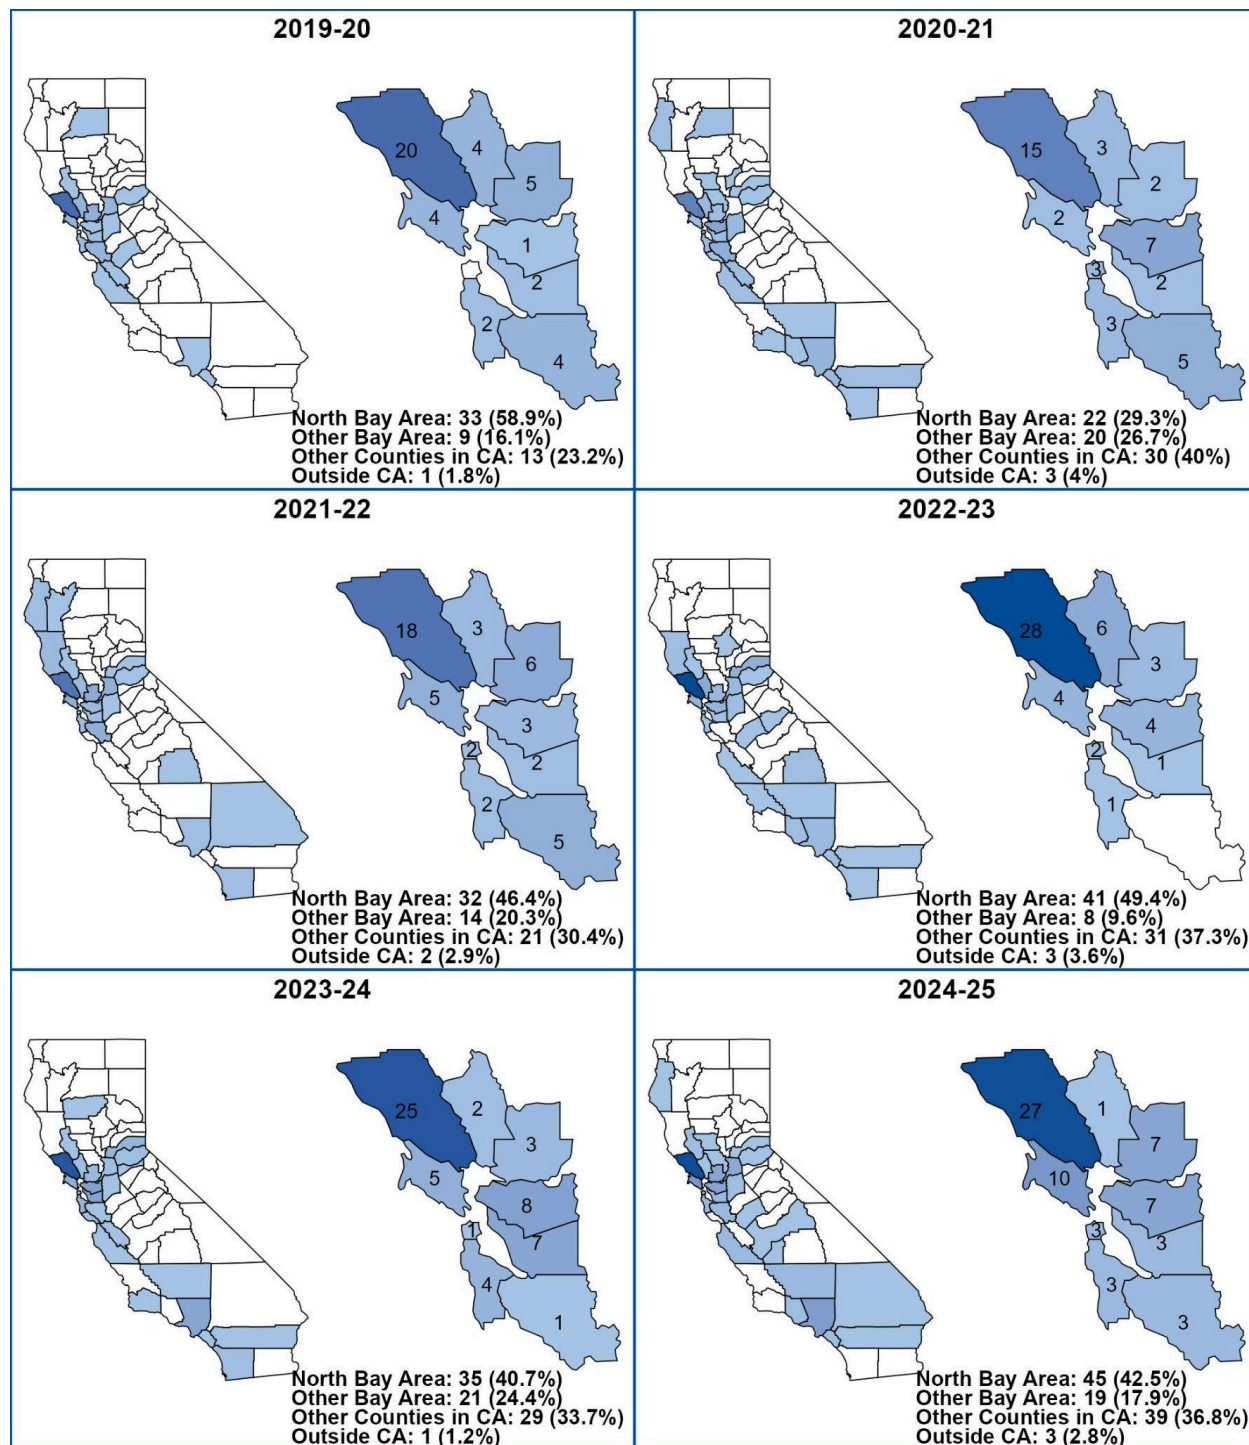 2019-20
20
4
5
4
1
2
2
4
North Bay Area: 33 (58.9%)
Other Bay Area: 9 (16.1%)
Other Counties in CA: 13 (23.2%)
Outside CA: 1 (1.8%)
2020-21
15
3
2
2
7
3
2
3
5
North Bay Area: 22 (29.3%)
Other Bay Area: 20 (26.7%)
Other Counties in CA: 30 (40%)
Outside CA: 3 (4%)
2021-22
18
3
6
5
3
2
2
2
5
North Bay Area: 32 (46.4%)
Other Bay Area: 14 (20.3%)
Other Counties in CA: 21 (30.4%)
Outside CA: 2 (2.9%)
2022-23
28
6
3
4
4
2
1
1
North Bay Area: 41 (49.4%)
Other Bay Area: 8 (9.6%)
Other Counties in CA: 31 (37.3%)
Outside CA: 3 (3.6%)
2023-24
25
2
3
5
8
1
7
4
1
North Bay Area: 35 (40.7%)
Other Bay Area: 21 (24.4%)
Other Counties in CA: 29 (33.7%)
Outside CA: 1 (1.2%)
2024-25
27
1
7
10
7
3
3
3
3
North Bay Area: 45 (42.5%)
Other Bay Area: 19 (17.9%)
Other Counties in CA: 39 (36.8%)
Outside CA: 3 (2.8%)